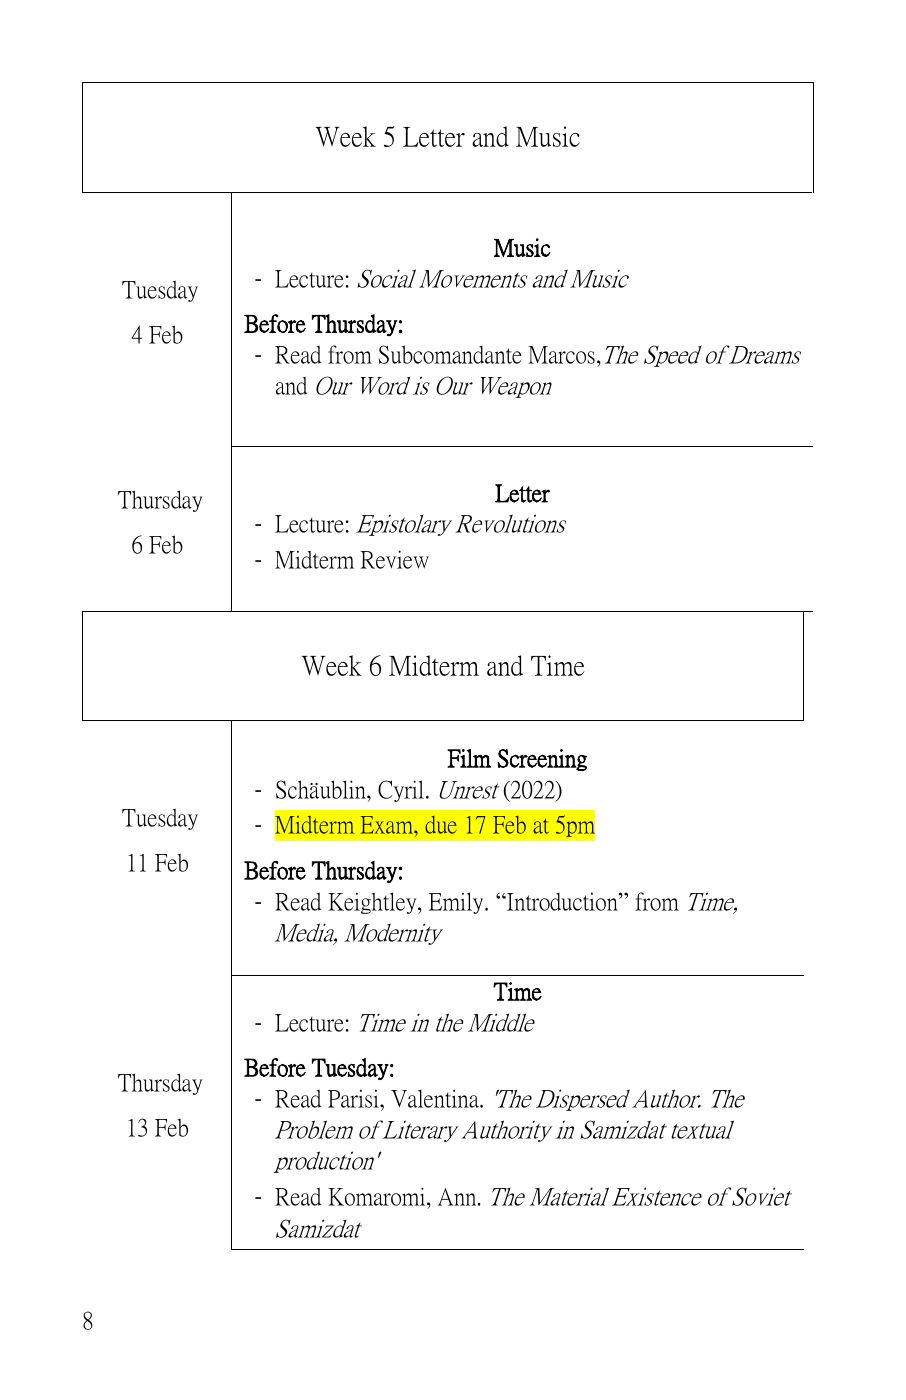 Week 5 Letter and Music
Tuesday
4 Feb
Music
- Lecture: Social Movements and Music
Before Thursday:
- Read from Subcomandante Marcos, The Speed of Dreams
and Our Word is Our Weapon
Thursday
6 Feb
Letter
- Lecture: Epistolary Revolutions
- Midterm Review
Week 6 Midterm and Time
Tuesday
11 Feb
Film Screening
- Schäublin, Cyril. Unrest (2022)
- Midterm Exam, due 17 Feb at 5pm
Before Thursday:
- Read Keightley, Emily. “Introduction” from Time,
Media, Modernity
Thursday
13 Feb
Time
- Lecture: Time in the Middle
Before Tuesday:
- Read Parisi, Valentina. 'The Dispersed Author. The
Problem of Literary Authority in Samizdat textual
production'
- Read Komaromi, Ann. The Material Existence of Soviet
Samizdat
8